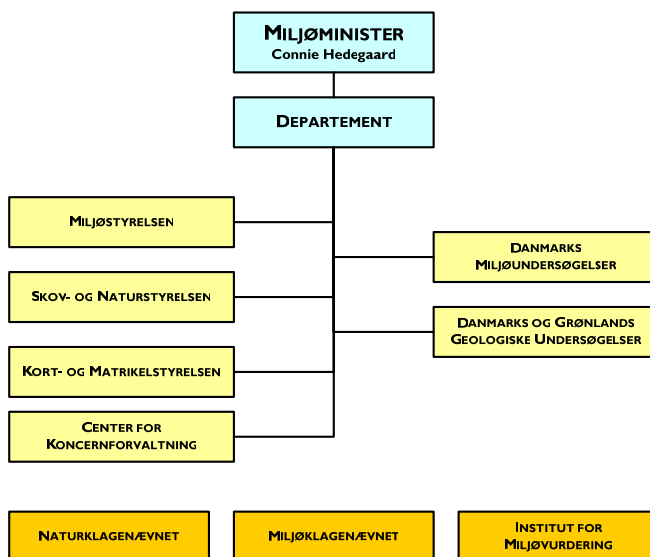 MILJØMINISTER
Connie Hedegaard
DEPARTEMENT
MILJØSTYRELSEN
DANMARKS
MILJØUNDERSØGELSER
SKOV- OG NATURSTYRELSEN
DANMARKS OG GRØNLANDS
GEOLOGISKE UNDERSØGELSER
KORT- OG MATRIKELSTYRELSEN
CENTER FOR
KONCERNFORVALTNING
NATURKLAGENÆVNET
MILJØKLAGENÆVNET
INSTITUT FOR
MILJØVURDERING